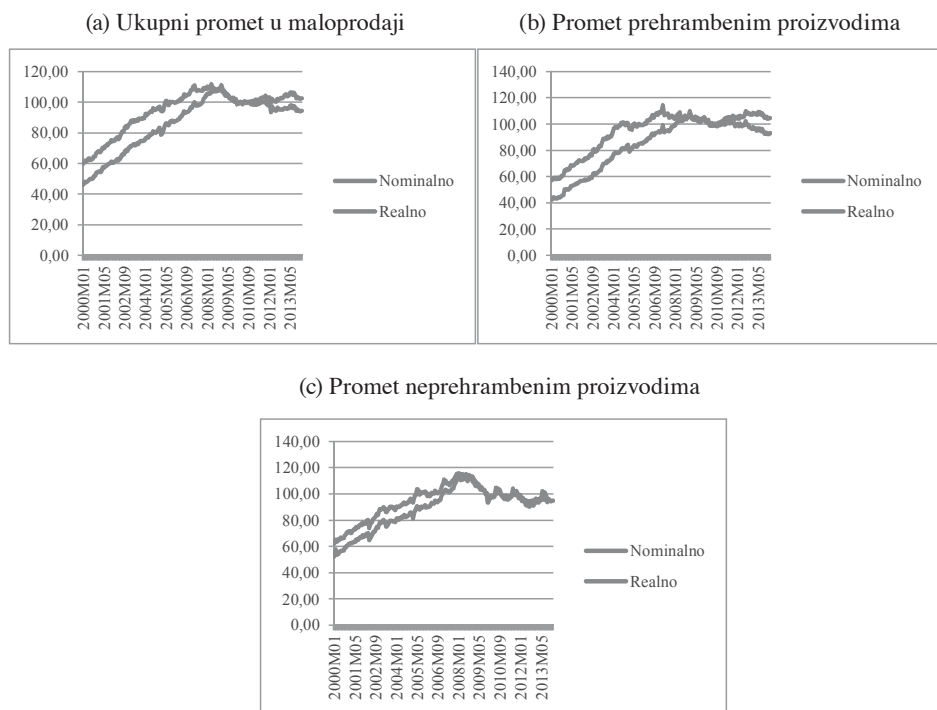 (a) Ukupni promet u maloprodaji
120,00
100,00
80,00
60,00
40,00
20,00
0,00
2000M01
2001M05
2002M09
2004M01
2005M05
2006M09
2008M01
2009M05
2010M09
2012M01
2013M05
Nominalno
Realno
(b) Promet prehrambenim proizvodima
140,00
120,00
100,00
80,00
60,00
40,00
20,00
0,00
2000M01
2001M05
2002M09
2004M01
2005M05
2006M09
2008M01
2009M05
2010M09
2012M01
2013M05
Nominalno
Realno
(c) Promet neprehrambenim proizvodima
140,00
120,00
100,00
80,00
60,00
40,00
20,00
0,00
2000M01
2001M05
2002M09
2004M01
2005M05
2006M09
2008M01
2009M05
2010M09
2012M01
2013M05
Nominalno
Realno